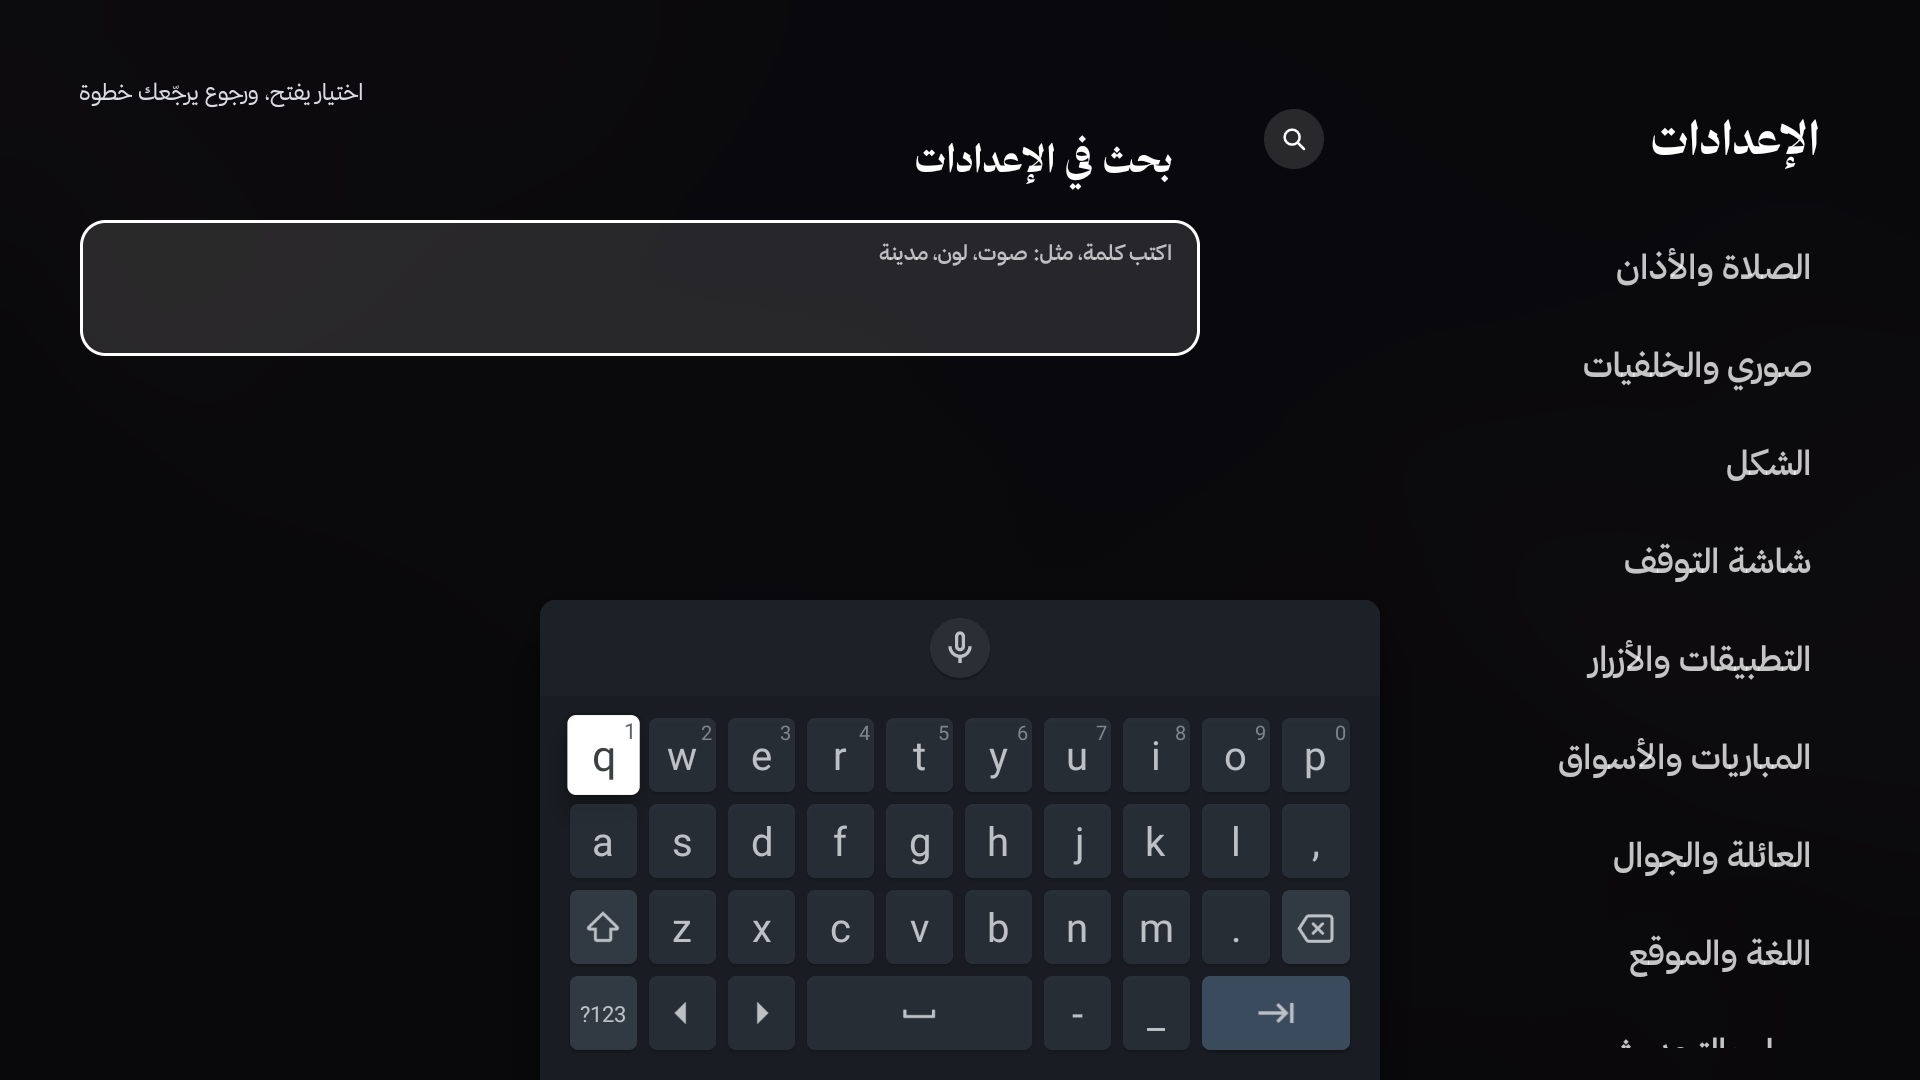 الإعدادات
الصلاة والأذان
صوري والخلفيات
الشكل
شاشة التوقف
التطبيقات والأزرار
المباريات والأسواق
العائلة والجوال
اللغة والموقع
اختيار يفتح، ورجوع يرجّعك خطوة
بحث في الإعدادات
اكتب كلمة، مثل: صوت، لون، مدينة
q 1 w 2 e 3 r 4 t 5 y 6 u 7 i 8 o 9 p 0
a s d f g h j k l ,
z x c v b n m .
?123 - _